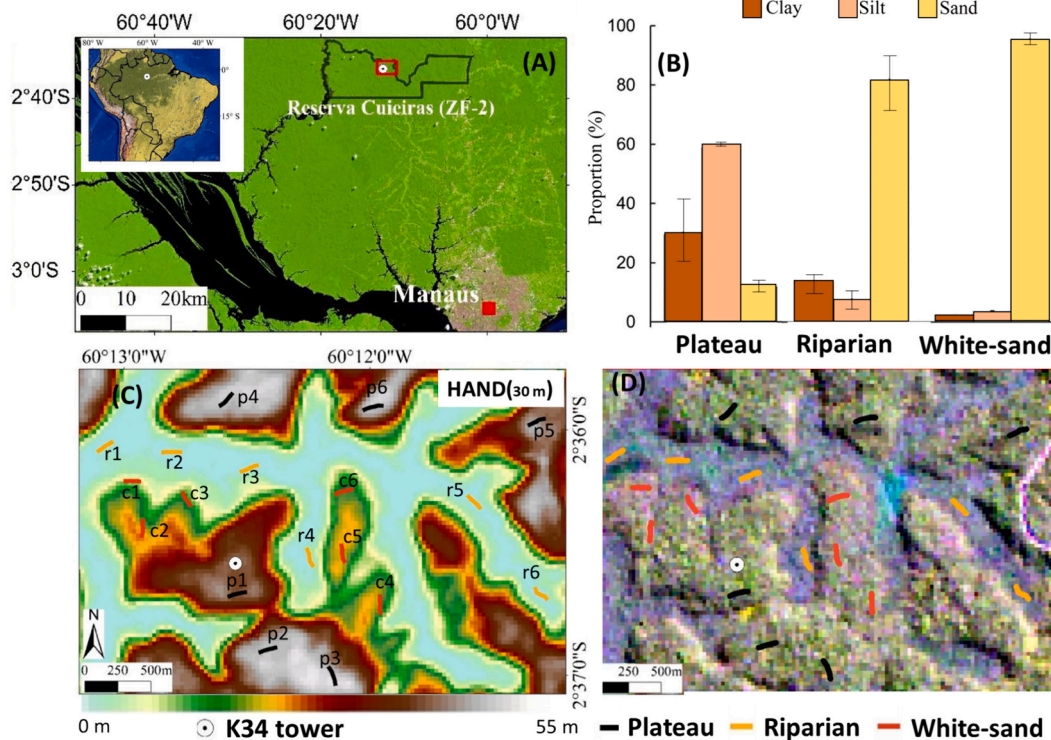 60°40'W 60°20'W 60°0'W
(A)
80° W 60° W 40° W
0°
15° S
2°40'S
2°50'S
3°0'S
Reserva Cuieiras (ZF-2)
Manaus
0 10 20km
Clay Silt Sand
(B)
Proportion (%)
100
80
60
40
20
0
Plateau Riparian White-sand
60°13'0"W 60°12'0"W
(C)
HAND(30 m)
p4 p6 p5
r1 r2 r3
c1 c3 c6 r5
c2 r4 c5
p1 c4 r6
p2 p3
N
0 250 500m
2°36'0"S
2°37'0"S
0 m 55 m
K34 tower
(D)
0 250 500m
Plateau Riparian White-sand